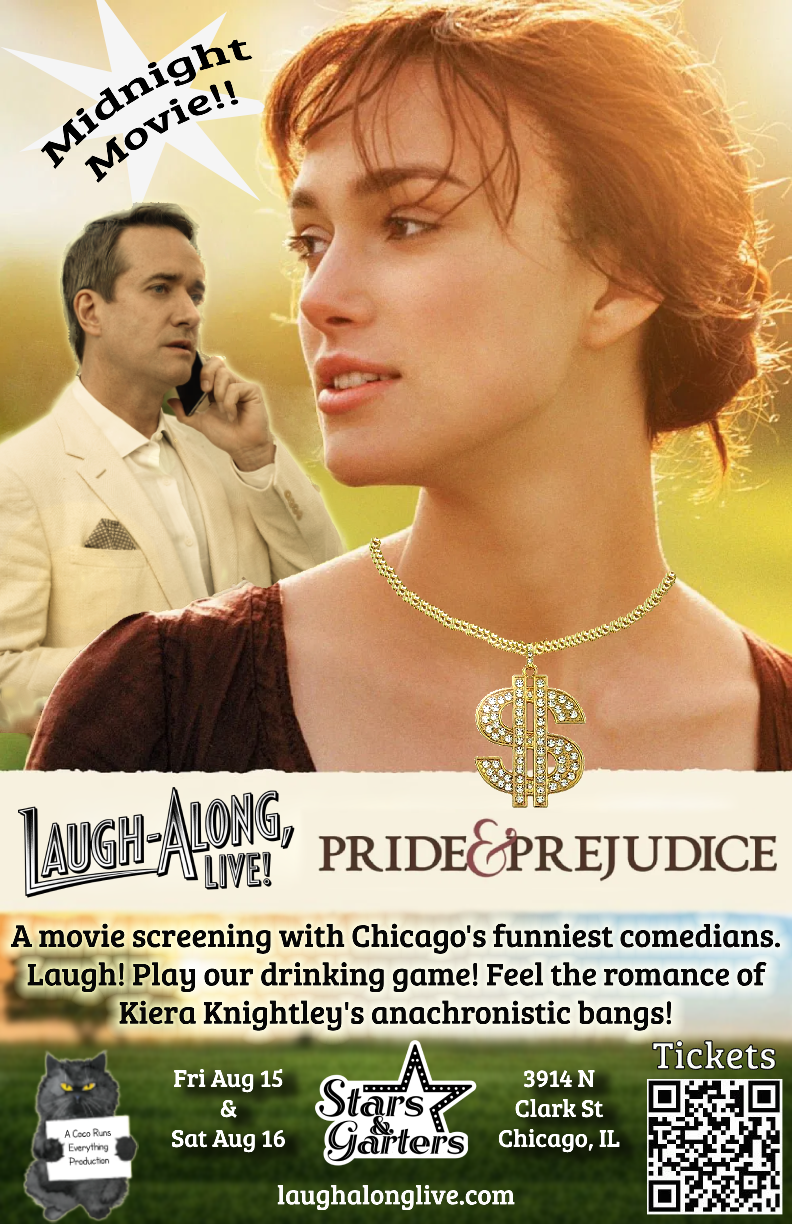 Midnight
Movie!!
LAUGH-ALONG,
LIVE!
PRIDE & PREJUDICE
A movie screening with Chicago's funniest comedians.
Laugh! Play our drinking game! Feel the romance of
Kiera Knightley's anachronistic bangs!
Tickets
Fri Aug 15
&
Sat Aug 16
Stars
&
Garters
3914 N
Clark St
Chicago, IL
A Coco Runs
Everything
Production
laughalonglive.com